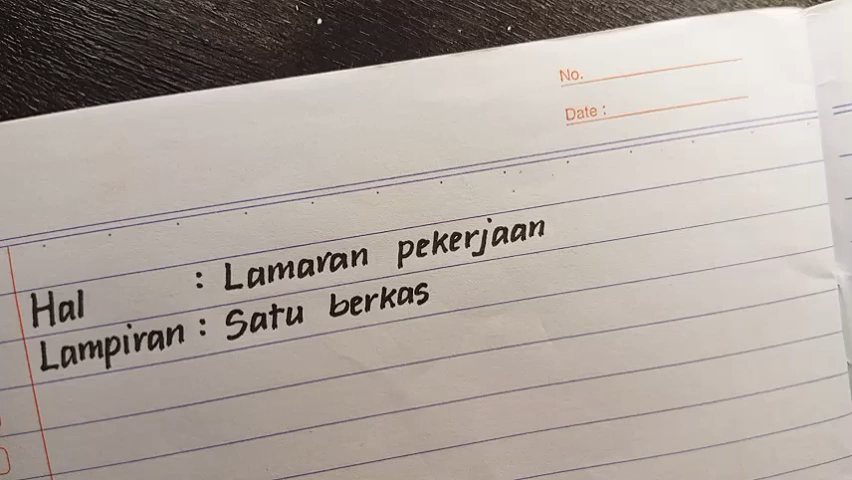 No.
Date :
Hal : Lamaran pekerjaan
Lampiran : Satu berkas